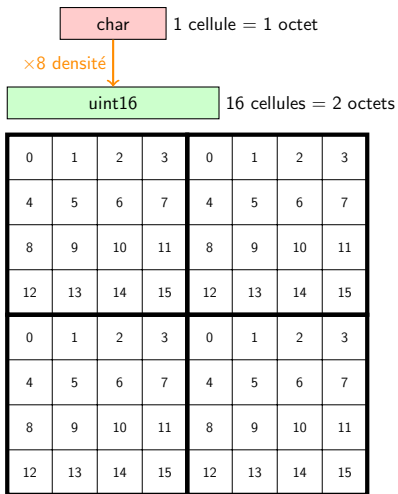 char 1 cellule = 1 octet
×8 densité
uint16 16 cellules = 2 octets
0 1 2 3 0 1 2 3
4 5 6 7 4 5 6 7
8 9 10 11 8 9 10 11
12 13 14 15 12 13 14 15
0 1 2 3 0 1 2 3
4 5 6 7 4 5 6 7
8 9 10 11 8 9 10 11
12 13 14 15 12 13 14 15